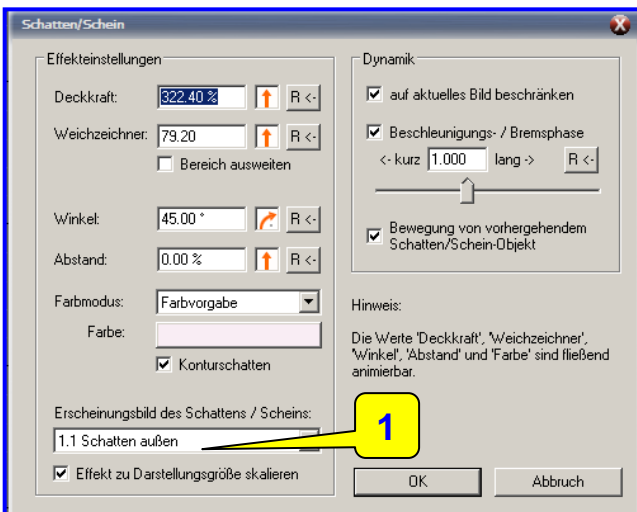 Schatten/Schein
Effekteinstellungen
Deckkraft: 322.40 % R <-
Weichzeichner: 79.20 R <-
Bereich ausweiten
Winkel: 45.00 ° R <-
Abstand: 0.00 % R <-
Farbmodus: Farbvorgabe
Farbe:
Konturschatten
Erscheinungsbild des Schattens / Scheins:
1.1 Schatten außen
Effekt zu Darstellungsgröße skalieren
Dynamik
auf aktuelles Bild beschränken
Beschleunigungs- / Bremsphase
<- kurz 1.000 lang -> R <-
Bewegung von vorhergehendem
Schatten/Schein-Objekt
Hinweis:
Die Werte 'Deckkraft', 'Weichzeichner',
'Winkel', 'Abstand' und 'Farbe' sind fließend
animierbar.
1
OK Abbruch